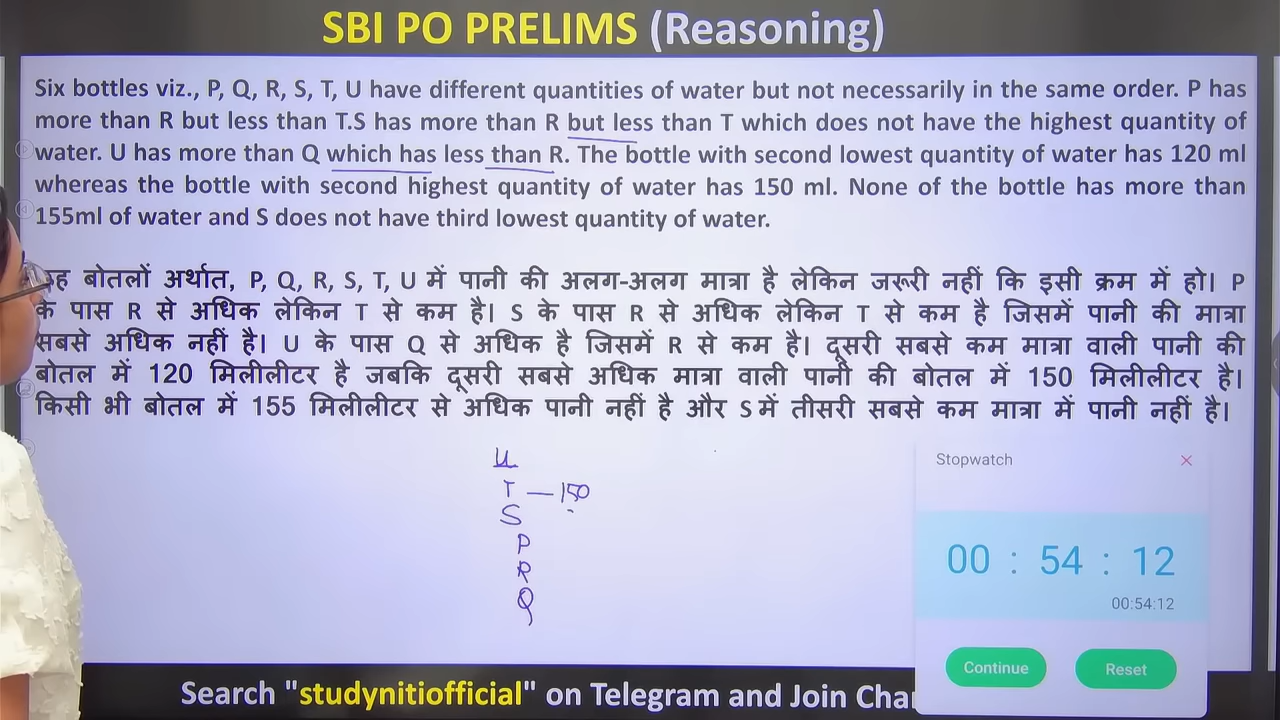 SBI PO PRELIMS (Reasoning)
Six bottles viz., P, Q, R, S, T, U have different quantities of water but not necessarily in the same order. P has
more than R but less than T.S has more than R but less than T which does not have the highest quantity of
water. U has more than Q which has less than R. The bottle with second lowest quantity of water has 120 ml
whereas the bottle with second highest quantity of water has 150 ml. None of the bottle has more than
155ml of water and S does not have third lowest quantity of water.
बोतलों अर्थात, P, Q, R, S, T, U में पानी की अलग-अलग मात्रा है लेकिन जरूरी नहीं कि इसी क्रम में हो। P
के पास R से अधिक लेकिन T से कम है। S के पास R से अधिक लेकिन T से कम है जिसमें पानी की मात्रा
सबसे अधिक नहीं है। U के पास Q से अधिक है जिसमें R से कम है। दूसरी सबसे कम मात्रा वाली पानी की
बोतल में 120 मिलीलीटर है जबकि दूसरी सबसे अधिक मात्रा वाली पानी की बोतल में 150 मिलीलीटर है।
किसी भी बोतल में 155 मिलीलीटर से अधिक पानी नहीं है और S में तीसरी सबसे कम मात्रा में पानी नहीं है।
U
T — 150
S
P
R
Q
Stopwatch ×
00 : 54 : 12
00:54:12
Continue Reset
Search "studynitiofficial" on Telegram and Join Cha